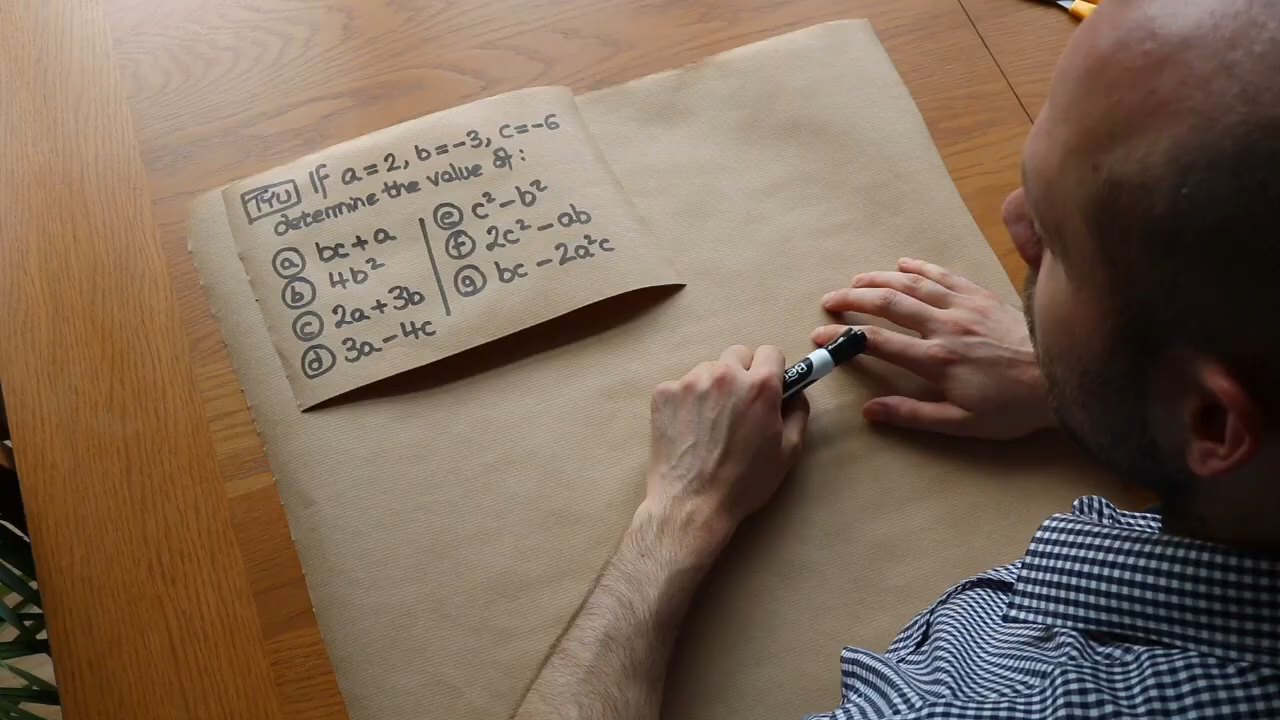 TYU If a = 2, b = -3, c = -6
determine the value of:
a bc + a
b 4b²
c 2a + 3b
d 3a - 4c
e c² - b²
f 2c² - ab
g bc - 2a²c